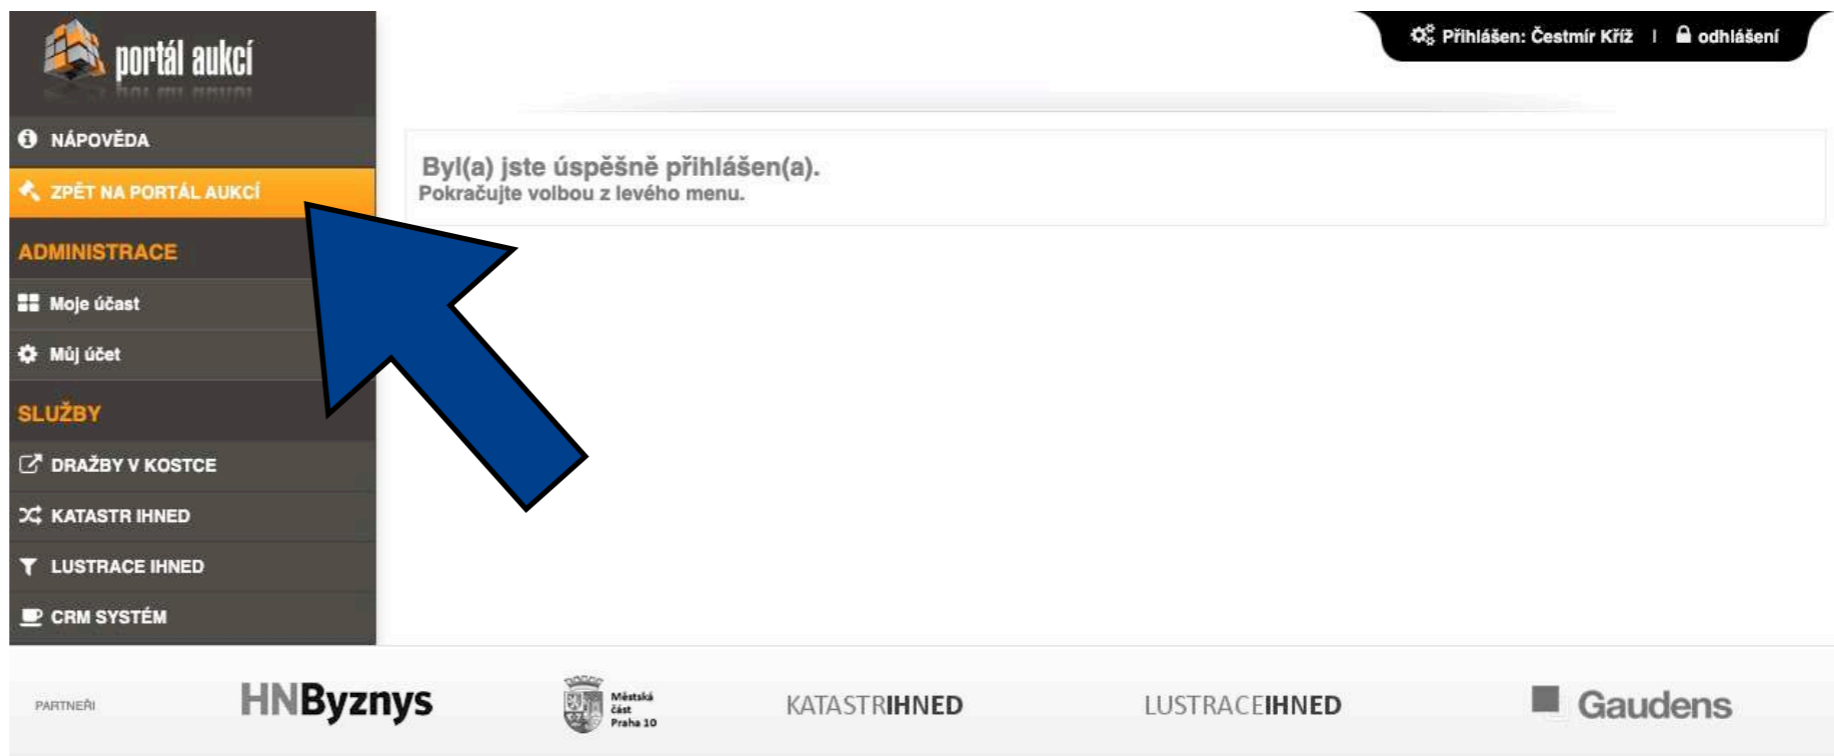 portál aukcí
Přihlášen: Čestmír Kříž | odhlášení
NÁPOVĚDA
ZPĚT NA PORTÁL AUKCÍ
Byl(a) jste úspěšně přihlášen(a).
Pokračujte volbou z levého menu.
ADMINISTRACE
Moje účast
Můj účet
SLUŽBY
DRAŽBY V KOSTCE
KATASTR IHNED
LUSTRACE IHNED
CRM SYSTÉM
PARTNEŘI
HNByznys
Městská
část
Praha 10
KATASTRIHNED
LUSTRACEIHNED
Gaudens